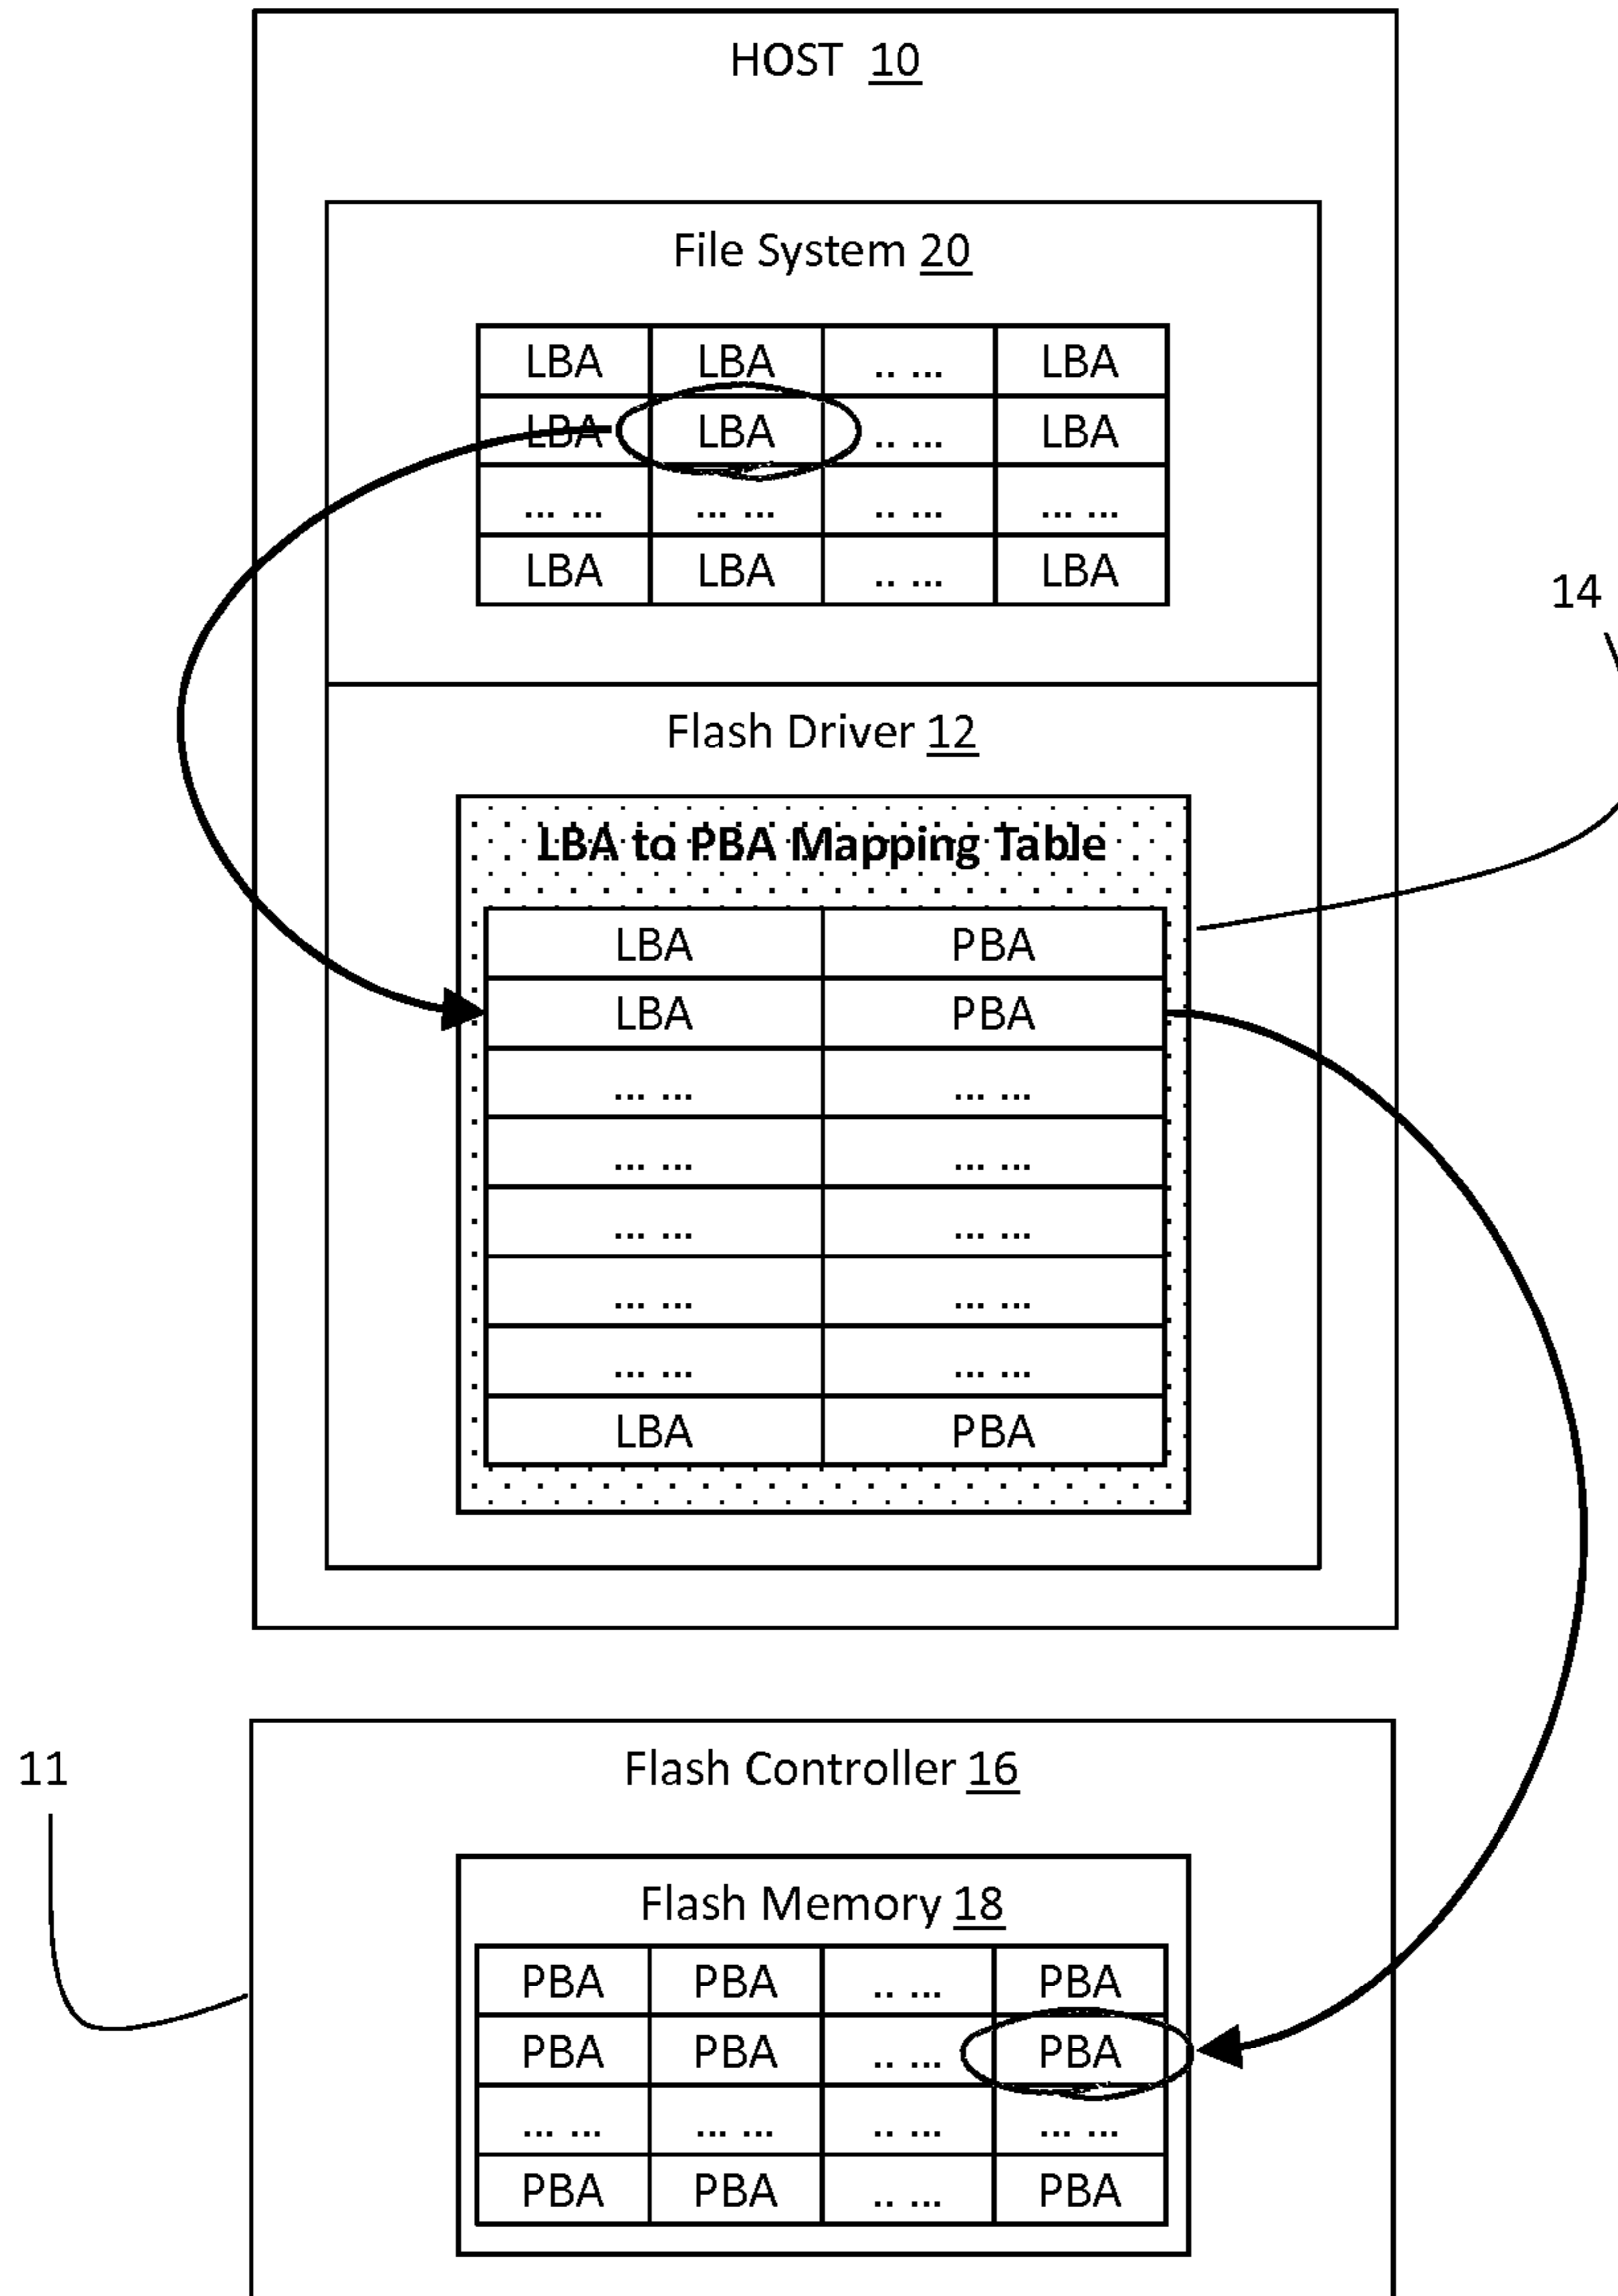 HOST 10
File System 20
LBA LBA .. ... LBA
LBA LBA .. ... LBA
... ... ... ... .. ... ... ...
LBA LBA .. ... LBA
14
Flash Driver 12
LBA to PBA Mapping Table
LBA PBA
LBA PBA
... ... ... ...
... ... ... ...
... ... ... ...
... ... ... ...
... ... ... ...
LBA PBA
11
Flash Controller 16
Flash Memory 18
PBA PBA .. ... PBA
PBA PBA .. ... PBA
... ... ... ... .. ... ... ...
PBA PBA .. ... PBA